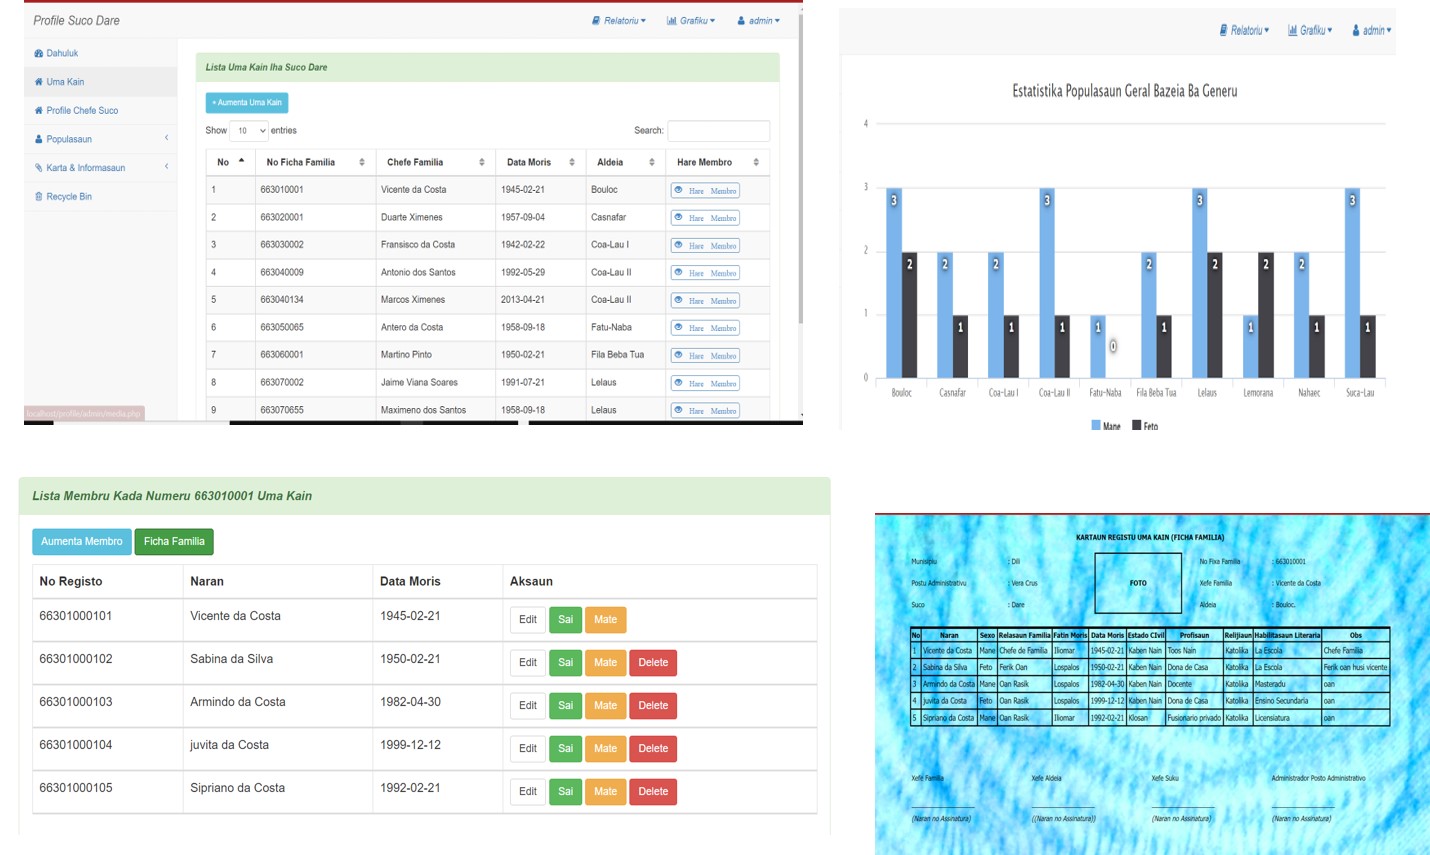 Profile Suco Dare
Relatoriu
Grafiku
admin
Dahuluk
Uma Kain
Profile Chefe Suco
Populasaun
Karta & Informasaun
Recycle Bin
Lista Uma Kain Iha Suco Dare
+ Aumenta Uma Kain
Show 10 entries
Search:
No No Ficha Familia Chefe Familia Data Moris Aldeia Hare Membro
1 663010001 Vicente da Costa 1945-02-21 Bouloc Hare Membro
2 663020001 Duarte Ximenes 1957-09-04 Casnafar Hare Membro
3 663030002 Fransisco da Costa 1942-02-22 Coa-Lau I Hare Membro
4 663040009 Antonio dos Santos 1992-05-29 Coa-Lau II Hare Membro
5 663040134 Marcos Ximenes 2013-04-21 Coa-Lau II Hare Membro
6 663050065 Antero da Costa 1958-09-18 Fatu-Naba Hare Membro
7 663060001 Martino Pinto 1950-02-21 Fila Beba Tua Hare Membro
8 663070002 Jaime Viana Soares 1991-07-21 Lelaus Hare Membro
9 663070655 Maximeno dos Santos 1958-09-18 Lelaus Hare Membro
localhost/profile/admin/media.php
Relatoriu
Grafiku
admin
Estatistika Populasaun Geral Bazeia Ba Generu
4
3
2
1
0
3 2 2 1 2 1 3 1 1 0 2 1 3 2 1 2 2 1 3 1
Bouloc Casnafar Coa-Lau I Coa-Lau II Fatu-Naba Fila Beba Tua Lelaus Lemorana Nahaec Suca-Lau
Mane Feto
Lista Membru Kada Numeru 663010001 Uma Kain
Aumenta Membro Ficha Familia
No Registo Naran Data Moris Aksaun
66301000101 Vicente da Costa 1945-02-21 Edit Sai Mate
66301000102 Sabina da Silva 1950-02-21 Edit Sai Mate Delete
66301000103 Armindo da Costa 1982-04-30 Edit Sai Mate Delete
66301000104 juvita da Costa 1999-12-12 Edit Sai Mate Delete
66301000105 Sipriano da Costa 1992-02-21 Edit Sai Mate Delete
KARTAUN REGISTU UMA KAIN (FICHA FAMILIA)
Munisipiu : Dili
Postu Administrativu : Vera Crus
Suco : Dare
FOTO
No Fixa Familia : 663010001
Xefe Familia : Vicente da Costa
Aldeia : Bouloc.
No Naran Sexo Relasaun Familia Fatin Moris Data Moris Estado CIvil Profisaun Relijiaun Habilitasaun Literaria Obs
1 Vicente da Costa Mane Chefe de Familia Iliomar 1945-02-21 Kaben Nain Toos Nain Katolika La Escola Chefe Familia
2 Sabina da Silva Feto Ferik Oan Lospalos 1950-02-21 Kaben Nain Dona de Casa Katolika La Escola Ferik oan husi vicente
3 Armindo da Costa Mane Oan Rasik Lospalos 1982-04-30 Kaben Nain Docente Katolika Masteradu oan
4 juvita da Costa Feto Oan Rasik Lospalos 1999-12-12 Kaben Nain Dona de Casa Katolika Ensino Secundaria oan
5 Sipriano da Costa Mane Oan Rasik Iliomar 1992-02-21 Klosan Fusionario privado Katolika Licensiatura oan
Xefe Familia Xefe Aldeia Xefe Suku Administrador Posto Administrativo
(Naran no Assinatura) ((Naran no Assinatura)) (Naran no Assinatura) (Naran no Assinatura)